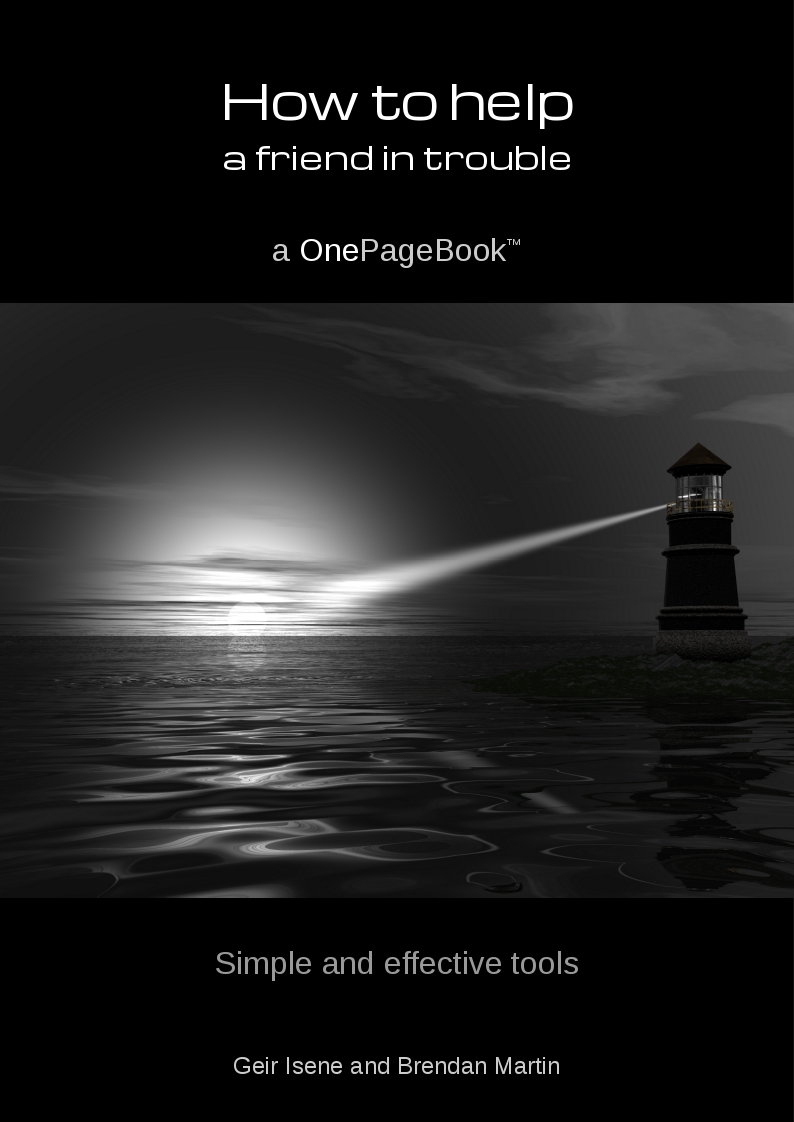 How to help
a friend in trouble
a OnePageBook™
Simple and effective tools
Geir Isene and Brendan Martin